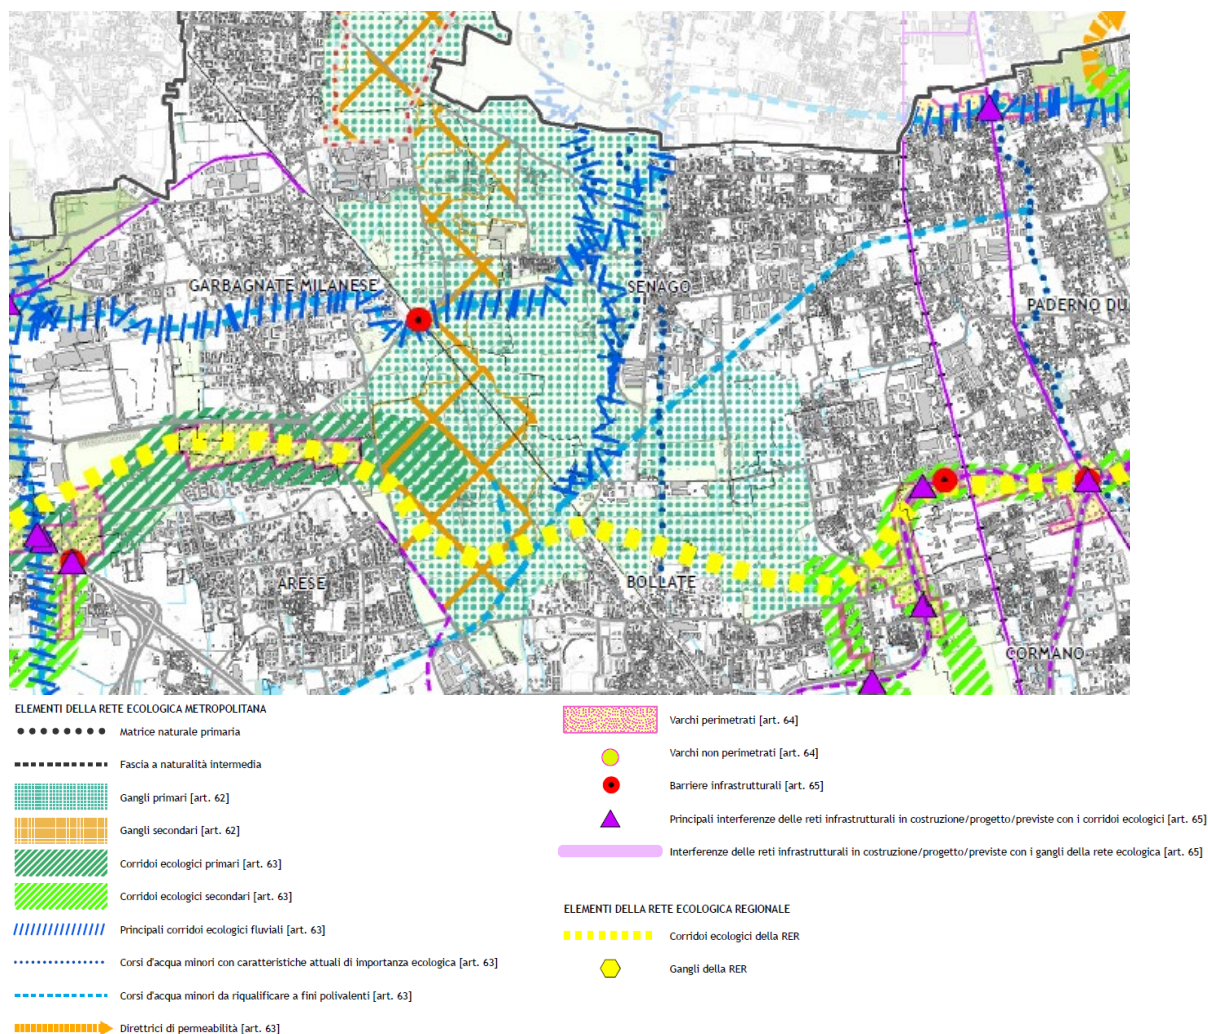 GARBAGNATE MILANESE
SENAGO
PADERNO DU
ARESE
BOLLATE
CORMANO
ELEMENTI DELLA RETE ECOLOGICA METROPOLITANA
Matrice naturale primaria
Fascia a naturalità intermedia
Gangli primari [art. 62]
Gangli secondari [art. 62]
Corridoi ecologici primari [art. 63]
Corridoi ecologici secondari [art. 63]
Principali corridoi ecologici fluviali [art. 63]
Corsi d'acqua minori con caratteristiche attuali di importanza ecologica [art. 63]
Corsi d'acqua minori da riqualificare a fini polivalenti [art. 63]
Direttrici di permeabilità [art. 63]
Varchi perimetrati [art. 64]
Varchi non perimetrati [art. 64]
Barriere infrastrutturali [art. 65]
Principali interferenze delle reti infrastrutturali in costruzione/progetto/previste con i corridoi ecologici [art. 65]
Interferenze delle reti infrastrutturali in costruzione/progetto/previste con i gangli della rete ecologica [art. 65]
ELEMENTI DELLA RETE ECOLOGICA REGIONALE
Corridoi ecologici della RER
Gangli della RER